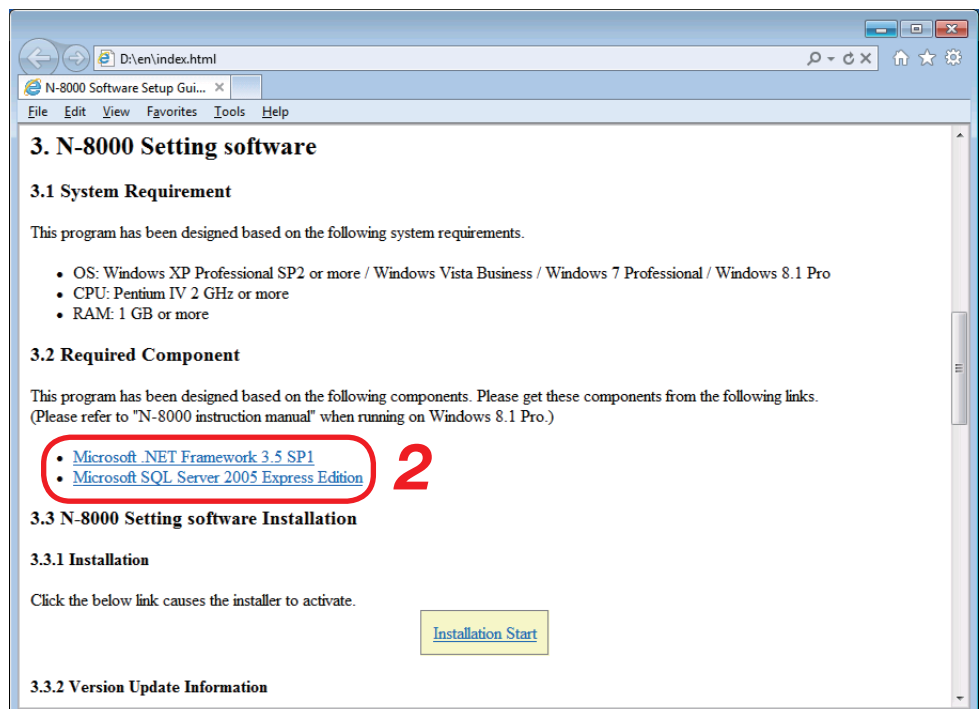 D:\en\index.html
N-8000 Software Setup Gui...
File Edit View Favorites Tools Help
3. N-8000 Setting software
3.1 System Requirement
This program has been designed based on the following system requirements.
• OS: Windows XP Professional SP2 or more / Windows Vista Business / Windows 7 Professional / Windows 8.1 Pro
• CPU: Pentium IV 2 GHz or more
• RAM: 1 GB or more
3.2 Required Component
This program has been designed based on the following components. Please get these components from the following links.
(Please refer to "N-8000 instruction manual" when running on Windows 8.1 Pro.)
• Microsoft .NET Framework 3.5 SP1
• Microsoft SQL Server 2005 Express Edition
2
3.3 N-8000 Setting software Installation
3.3.1 Installation
Click the below link causes the installer to activate.
Installation Start
3.3.2 Version Update Information